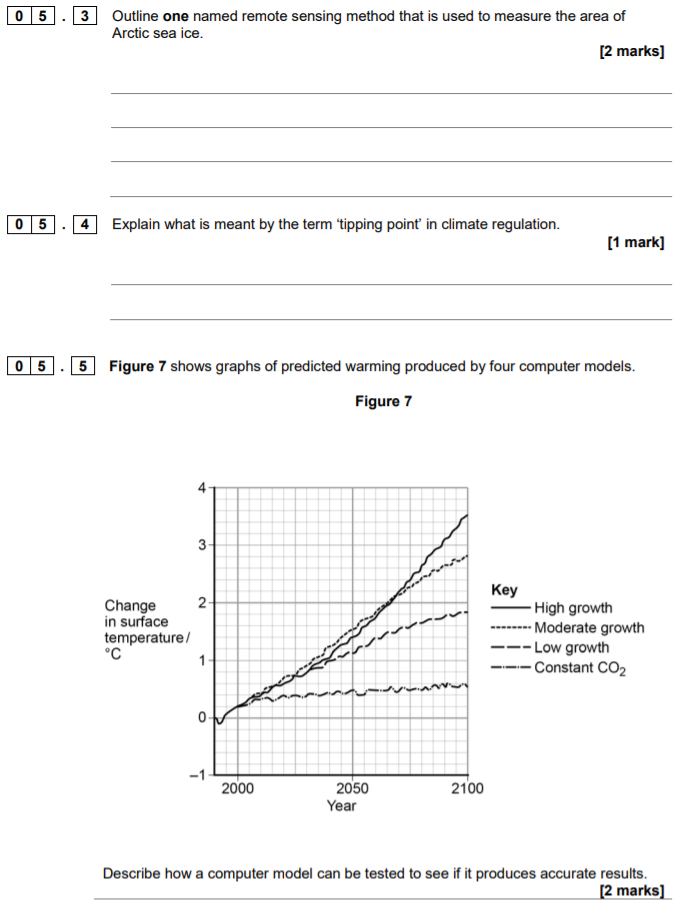 0 5 . 3 Outline one named remote sensing method that is used to measure the area of
Arctic sea ice.
[2 marks]
0 5 . 4 Explain what is meant by the term ‘tipping point’ in climate regulation.
[1 mark]
0 5 . 5 Figure 7 shows graphs of predicted warming produced by four computer models.
Figure 7
4
3
2
1
0
–1
Change
in surface
temperature/
°C
2000 2050 2100
Year
Key
High growth
Moderate growth
Low growth
Constant CO₂
Describe how a computer model can be tested to see if it produces accurate results.
[2 marks]